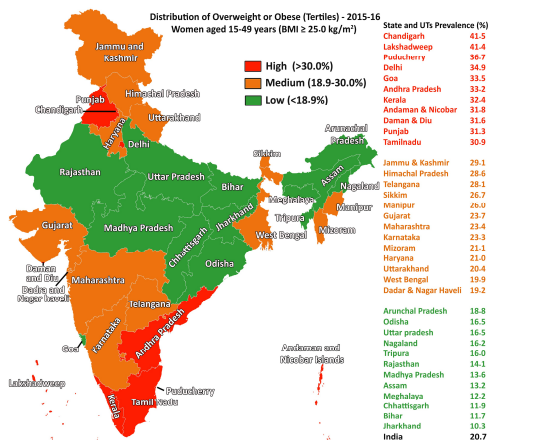 Distribution of Overweight or Obese (Tertiles) - 2015-16
Women aged 15-49 years (BMI ≥ 25.0 kg/m²)
High (>30.0%)
Medium (18.9-30.0%)
Low (<18.9%)
Jammu and
Kashmir
Himachal Pradesh
Punjab
Chandigarh
Uttarakhand
Haryana
Delhi
Arunachal
Pradesh
Sikkim
Rajasthan
Uttar Pradesh
Bihar
Assam
Nagaland
Meghalaya
Manipur
Tripura
Mizoram
Jharkhand
West Bengal
Gujarat
Madhya Pradesh
Chhattisgarh
Odisha
Daman
and Diu
Dadra and
Nagar haveli
Maharashtra
Telangana
Karnataka
Andhra Pradesh
Goa
Andaman and
Nicobar Islands
Lakshadweep
Puducherry
Kerala
Tamil Nadu
State and UTs Prevalence (%)
Chandigarh 41-5
Lakshadweep 41-4
Puducherry 36-7
Delhi 34.9
Goa 33.5
Andhra Pradesh 33-2
Kerala 32-4
Andaman & Nicobar 31-8
Daman & Diu 31-6
Punjab 31.3
Tamilnadu 30-9
Jammu & Kashmir 29-1
Himachal Pradesh 28-6
Telangana 28-1
Sikkim 26-7
Manipur 26-0
Gujarat 23-7
Maharashtra 23-4
Karnataka 23-3
Mizoram 21-1
Haryana 21-0
Uttarakhand 20-4
West Bengal 19-9
Dadar & Nagar Haveli 19-2
Arunchal Pradesh 18-8
Odisha 16-5
Uttar pradesh 16-5
Nagaland 16-2
Tripura 16-0
Rajasthan 14-1
Madhya Pradesh 13-6
Assam 13-2
Meghalaya 12-2
Chhattisgarh 11-9
Bihar 11.7
Jharkhand 10.3
India 20.7